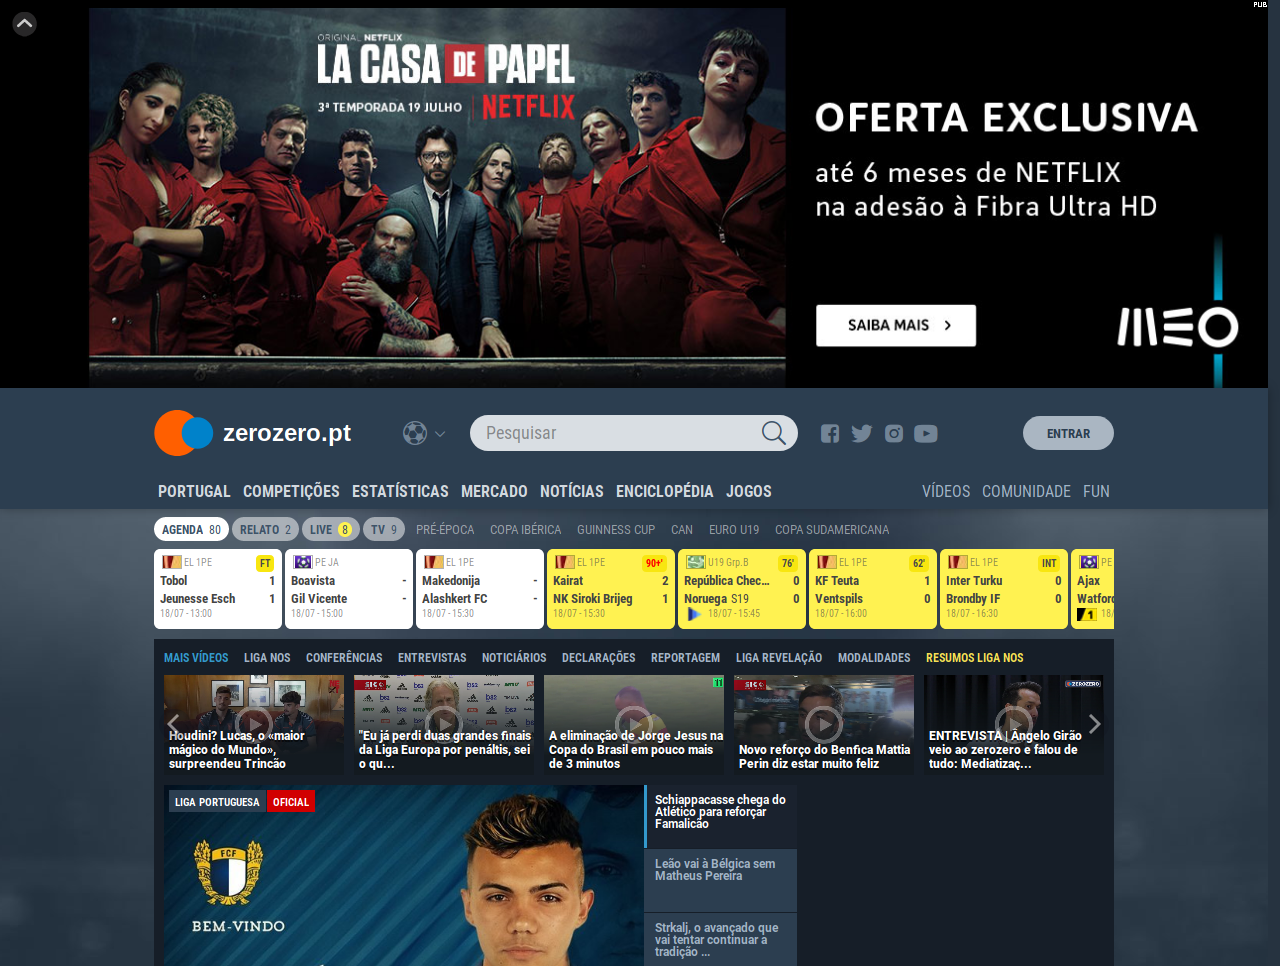 PUB
ORIGINAL NETFLIX
LA CASA DE PAPEL
3ª TEMPORADA 19 JULHO NETFLIX
OFERTA EXCLUSIVA
até 6 meses de NETFLIX
na adesão à Fibra Ultra HD
SAIBA MAIS
MEO
zerozero.pt
Pesquisar
ENTRAR
PORTUGAL COMPETIÇÕES ESTATÍSTICAS MERCADO NOTÍCIAS ENCICLOPÉDIA JOGOS
VÍDEOS COMUNIDADE FUN
AGENDA 80 RELATO 2 LIVE 8 TV 9 PRÉ-ÉPOCA COPA IBÉRICA GUINNESS CUP CAN EURO U19 COPA SUDAMERICANA
EL 1PE FT
Tobol 1
Jeunesse Esch 1
18/07 - 13:00
PE JA
Boavista -
Gil Vicente -
18/07 - 15:00
EL 1PE
Makedonija -
Alashkert FC -
18/07 - 15:30
EL 1PE 90+'
Kairat 2
NK Siroki Brijeg 1
18/07 - 15:30
U19 Grp.B 76'
República Chec... 0
Noruega S19 0
18/07 - 15:45
EL 1PE 62'
KF Teuta 1
Ventspils 0
18/07 - 16:00
EL 1PE INT
Inter Turku 0
Brondby IF 0
18/07 - 16:30
PE
Ajax
Watford
1 18/
MAIS VÍDEOS LIGA NOS CONFERÊNCIAS ENTREVISTAS NOTICIÁRIOS DECLARAÇÕES REPORTAGEM LIGA REVELAÇÃO MODALIDADES RESUMOS LIGA NOS
Houdini? Lucas, o «maior
mágico do Mundo»,
surpreendeu Trincão
"Eu já perdi duas grandes finais
da Liga Europa por penáltis, sei
o qu...
11
A eliminação de Jorge Jesus na
Copa do Brasil em pouco mais
de 3 minutos
Novo reforço do Benfica Mattia
Perin diz estar muito feliz
ZEROZERO
ENTREVISTA | Ângelo Girão
veio ao zerozero e falou de
tudo: Mediatizaç...
LIGA PORTUGUESA OFICIAL
FCF
BEM-VINDO
Schiappacasse chega do
Atlético para reforçar
Famalicão
Leão vai à Bélgica sem
Matheus Pereira
Strkalj, o avançado que
vai tentar continuar a
tradição ...